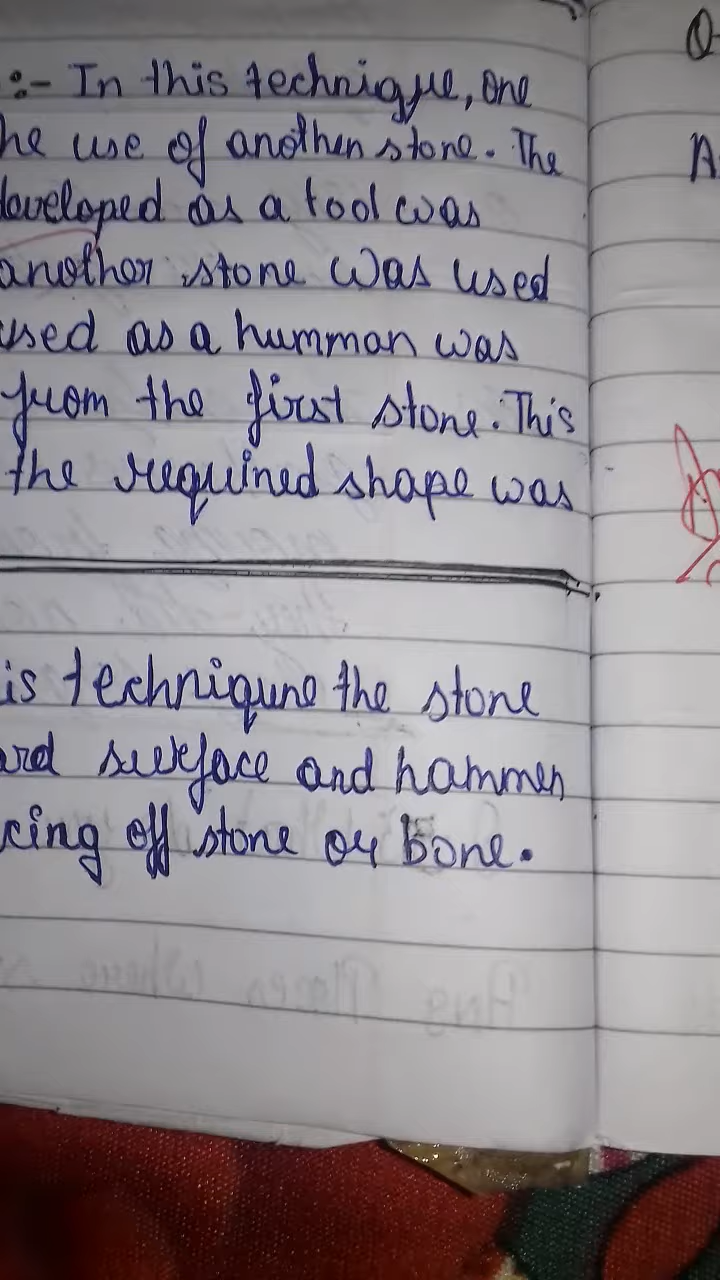 :- In this technique, one
he use of another stone. The
developed as a tool was
another stone was used
used as a humman was
from the first stone. This
the required shape was
is techniqune the stone
ard surface and hammer
cing off stone or bone.
Q
A